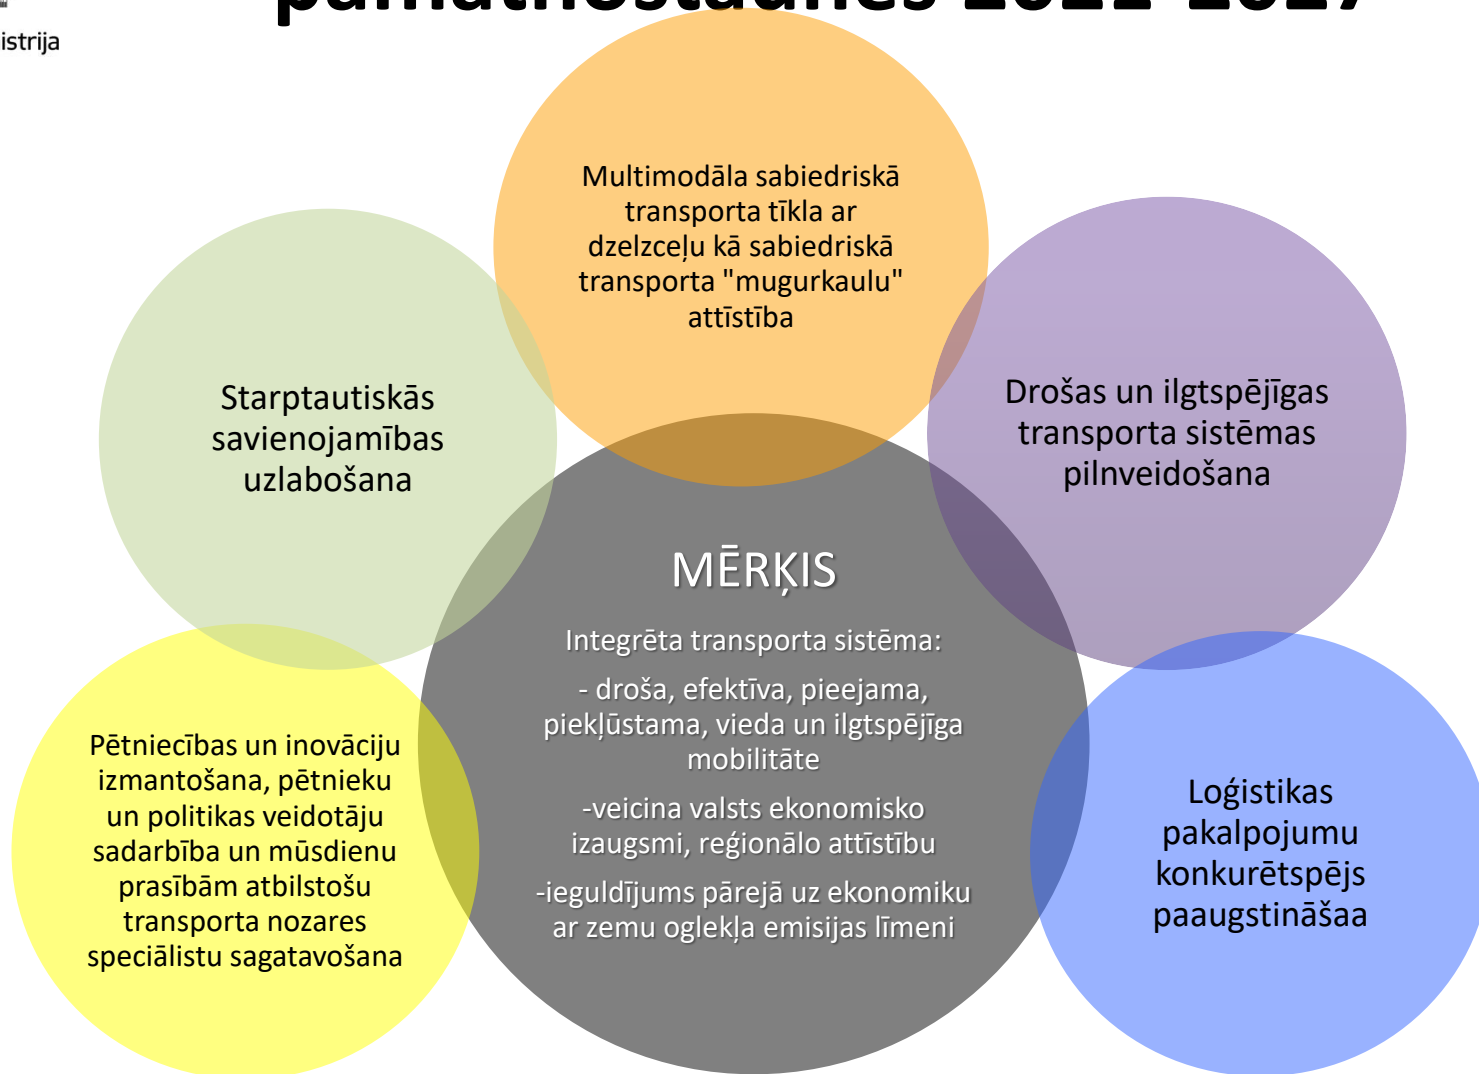 pamatnostādnes 2021-2027
istrija
Multimodāla sabiedriskā
transporta tīkla ar
dzelzceļu kā sabiedriskā
transporta "mugurkaulu"
attīstība
Starptautiskās
savienojamības
uzlabošana
Drošas un ilgtspējīgas
transporta sistēmas
pilnveidošana
MĒRĶIS
Integrēta transporta sistēma:
- droša, efektīva, pieejama,
piekļūstama, vieda un ilgtspējīga
mobilitāte
-veicina valsts ekonomisko
izaugsmi, reģionālo attīstību
-ieguldījums pārejā uz ekonomiku
ar zemu oglekļa emisijas līmeni
Pētniecības un inovāciju
izmantošana, pētnieku
un politikas veidotāju
sadarbība un mūsdienu
prasībām atbilstošu
transporta nozares
speciālistu sagatavošana
Loģistikas
pakalpojumu
konkurētspējs
paaugstināšaa